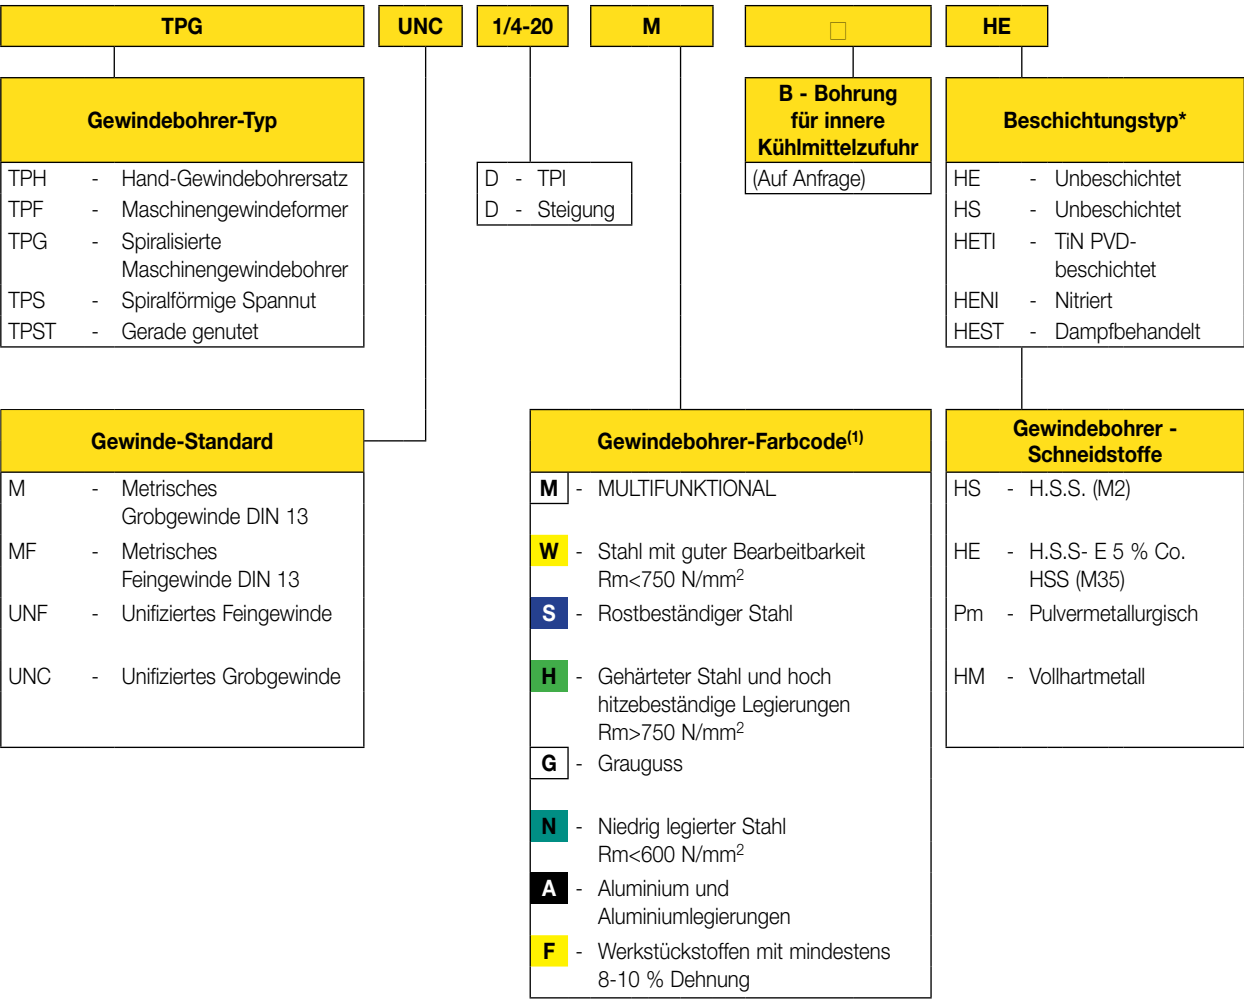 TPG UNC 1/4-20 M □ HE
Gewindebohrer-Typ
TPH - Hand-Gewindebohrersatz
TPF - Maschinengewindeformer
TPG - Spiralisierte
Maschinengewindebohrer
TPS - Spiralförmige Spannut
TPST - Gerade genutet
D - TPI
D - Steigung
B - Bohrung
für innere
Kühlmittelzufuhr
(Auf Anfrage)
Beschichtungstyp*
HE - Unbeschichtet
HS - Unbeschichtet
HETI - TiN PVD-
beschichtet
HENI - Nitriert
HEST - Dampfbehandelt
Gewinde-Standard
M - Metrisches
Grobgewinde DIN 13
MF - Metrisches
Feingewinde DIN 13
UNF - Unifiziertes Feingewinde
UNC - Unifiziertes Grobgewinde
Gewindebohrer-Farbcode(1)
M - MULTIFUNKTIONAL
W - Stahl mit guter Bearbeitbarkeit
Rm<750 N/mm²
S - Rostbeständiger Stahl
H - Gehärteter Stahl und hoch
hitzebeständige Legierungen
Rm>750 N/mm²
G - Grauguss
N - Niedrig legierter Stahl
Rm<600 N/mm²
A - Aluminium und
Aluminiumlegierungen
F - Werkstückstoffen mit mindestens
8-10 % Dehnung
Gewindebohrer -
Schneidstoffe
HS - H.S.S. (M2)
HE - H.S.S- E 5 % Co.
HSS (M35)
Pm - Pulvermetallurgisch
HM - Vollhartmetall